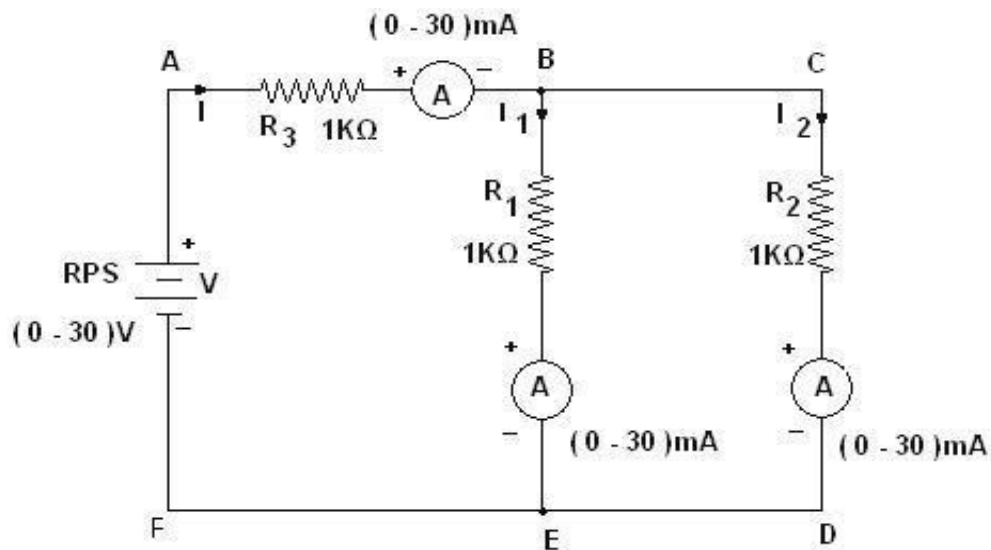 ( 0 - 30 )mA
A
B
C
+ A –
I
R3 1KΩ
I1
I2
R1
1KΩ
R2
1KΩ
+
RPS – V
( 0 - 30 )V –
+
A
–
( 0 - 30 )mA
+
A
–
( 0 - 30 )mA
F
E
D